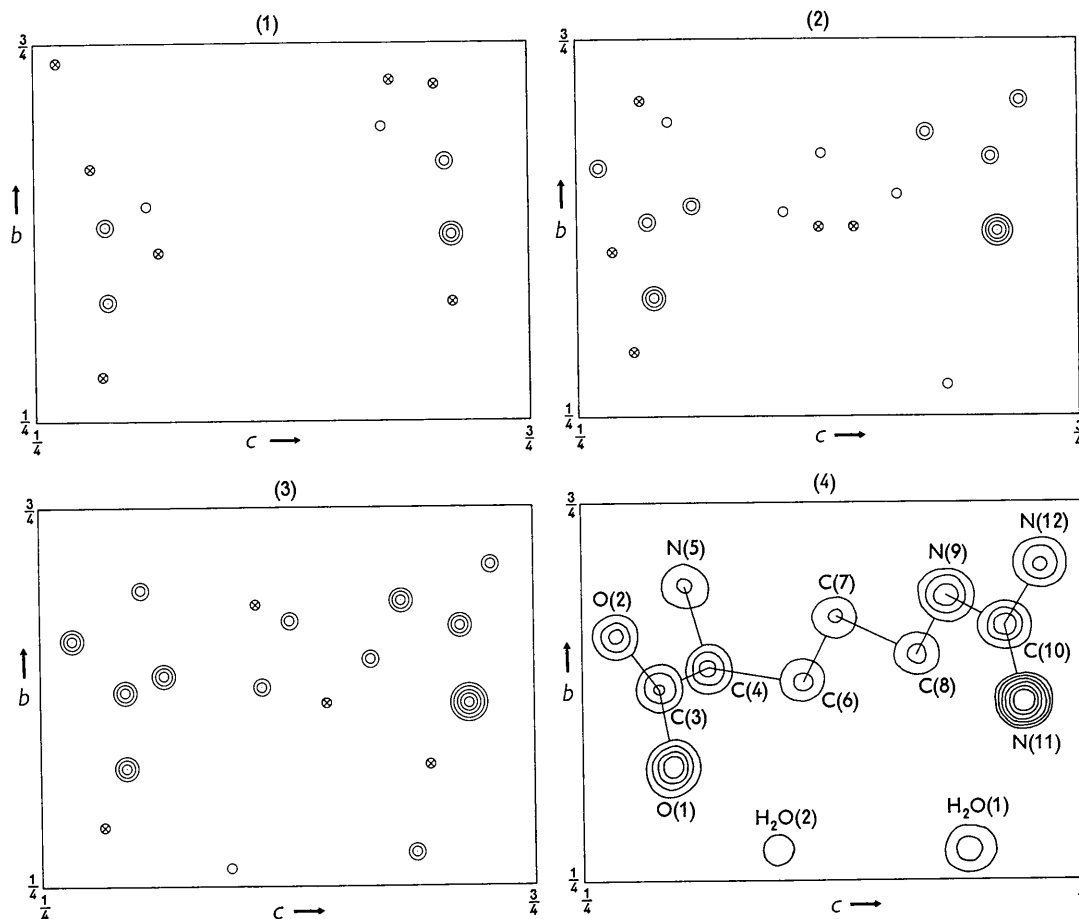 (1)
3/4
b
1/4
1/4
c
3/4
(2)
3/4
b
1/4
1/4
c
3/4
(3)
3/4
b
1/4
1/4
c
3/4
(4)
3/4
N(12)
N(5)
N(9)
C(7)
O(2)
C(10)
C(8)
C(4)
C(6)
C(3)
N(11)
b
O(1)
H₂O(2)
H₂O(1)
1/4
1/4
c